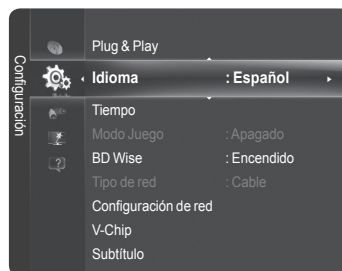 Configuración
Plug & Play
Idioma : Español
Tiempo
Modo Juego : Apagado
BD Wise : Encendido
Tipo de red : Cable
Configuración de red
V-Chip
Subtítulo